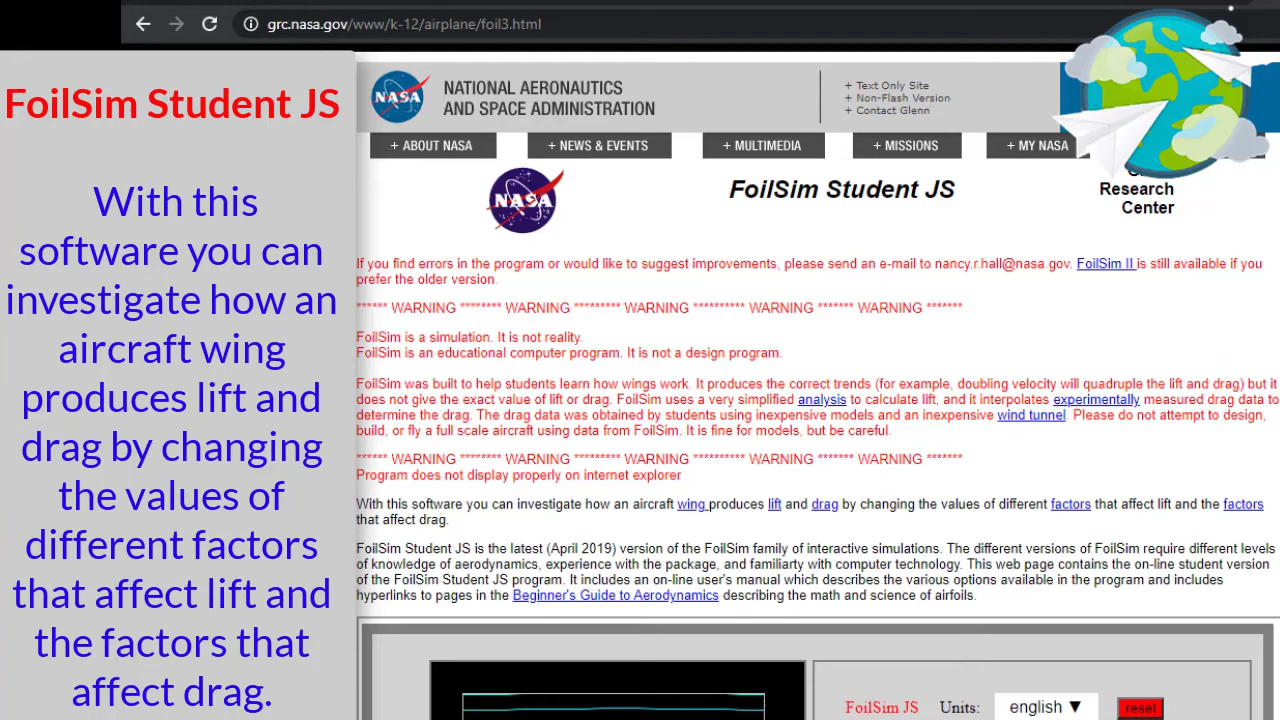 grc.nasa.gov/www/k-12/airplane/foil3.html
FoilSim Student JS
With this
software you can
investigate how an
aircraft wing
produces lift and
drag by changing
the values of
different factors
that affect lift and
the factors that
affect drag.
NASA
NATIONAL AERONAUTICS
AND SPACE ADMINISTRATION
+ Text Only Site
+ Non-Flash Version
+ Contact Glenn
+ ABOUT NASA + NEWS & EVENTS + MULTIMEDIA + MISSIONS + MY NASA
NASA
FoilSim Student JS
Research
Center
If you find errors in the program or would like to suggest improvements, please send an e-mail to nancy.r.hall@nasa.gov. FoilSim II is still available if you
prefer the older version.
****** WARNING ******** WARNING ********* WARNING ********** WARNING ******* WARNING *******
FoilSim is a simulation. It is not reality.
FoilSim is an educational computer program. It is not a design program.
FoilSim was built to help students learn how wings work. It produces the correct trends (for example, doubling velocity will quadruple the lift and drag) but it
does not give the exact value of lift or drag. FoilSim uses a very simplified analysis to calculate lift, and it interpolates experimentally measured drag data to
determine the drag. The drag data was obtained by students using inexpensive models and an inexpensive wind tunnel. Please do not attempt to design,
build, or fly a full scale aircraft using data from FoilSim. It is fine for models, but be careful.
****** WARNING ******** WARNING ********* WARNING ********** WARNING ******* WARNING *******
Program does not display properly on internet explorer
With this software you can investigate how an aircraft wing produces lift and drag by changing the values of different factors that affect lift and the factors
that affect drag.
FoilSim Student JS is the latest (April 2019) version of the FoilSim family of interactive simulations. The different versions of FoilSim require different levels
of knowledge of aerodynamics, experience with the package, and familiarty with computer technology. This web page contains the on-line student version
of the FoilSim Student JS program. It includes an on-line user's manual which describes the various options available in the program and includes
hyperlinks to pages in the Beginner's Guide to Aerodynamics describing the math and science of airfoils.
FoilSim JS Units: english ▼ reset